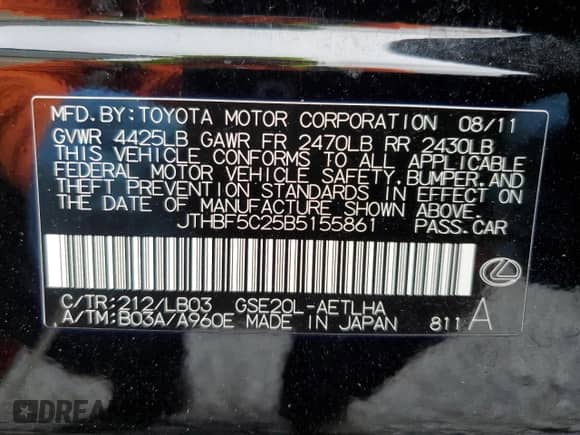 MFD.BY:TOYOTA MOTOR CORPORATION 08/11
GVWR 4425LB GAWR FR 2470LB RR 2430LB
THIS VEHICLE CONFORMS TO ALL APPLICABLE
FEDERAL MOTOR VEHICLE SAFETY,BUMPER,AND
THEFT PREVENTION STANDARDS IN EFFECT ON
THE DATE OF MANUFACTURE SHOWN ABOVE.
JTHBF5C25B5155861 PASS.CAR
C/TR:212/LB03 GSE20L-AETLHA
A/TM:B03A/A960E MADE IN JAPAN 811 A